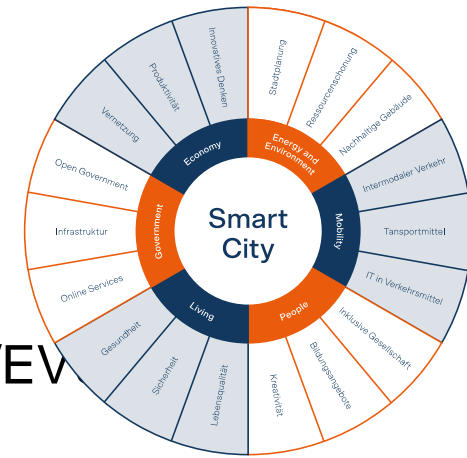 Smart
City
Energy and
Environment
Stadtplanung
Ressourcenschonung
Nachhaltige Gebäude
Mobility
Intermodaler Verkehr
Tansportmittel
IT in Verkehrsmittel
People
Inklusive Gesellschaft
Bildungsangebote
Kreativität
Living
Lebensqualität
Sicherheit
Gesundheit
Government
Online Services
Infrastruktur
Open Government
Economy
Vernetzung
Produktivität
Innovatives Denken